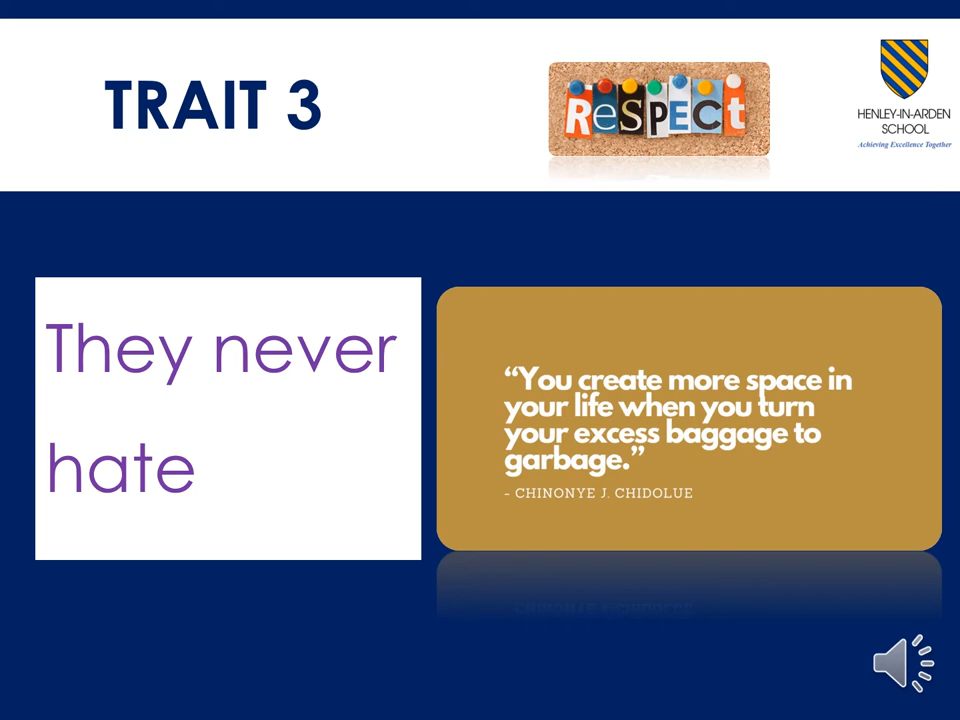 TRAIT 3
ReSPECt
HENLEY-IN-ARDEN
SCHOOL
Achieving Excellence Together
They never
hate
“You create more space in
your life when you turn
your excess baggage to
garbage.”
- CHINONYE J. CHIDOLUE